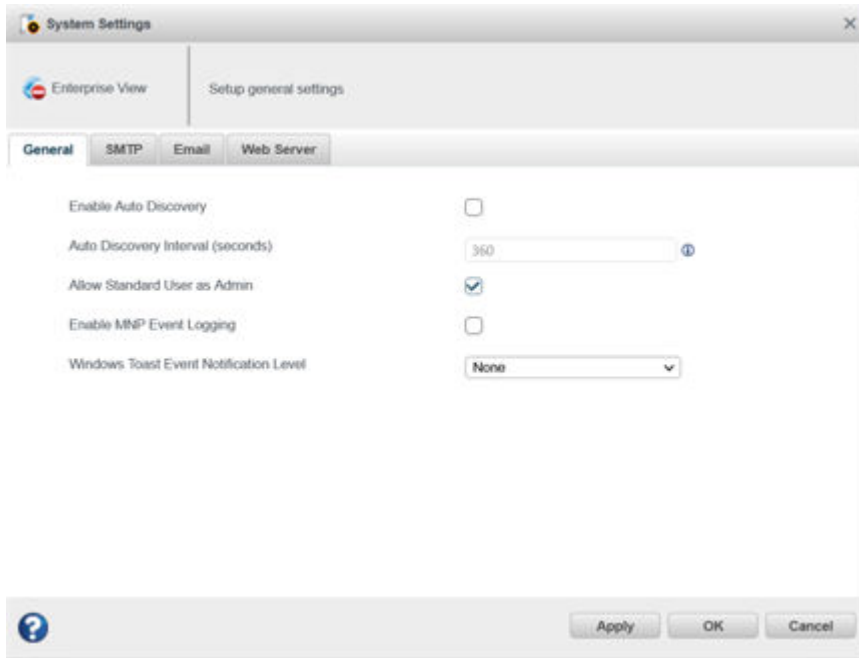 System Settings
Enterprise View
Setup general settings
General SMTP Email Web Server
Enable Auto Discovery
Auto Discovery Interval (seconds) 360
Allow Standard User as Admin
Enable MNP Event Logging
Windows Toast Event Notification Level None
Apply OK Cancel